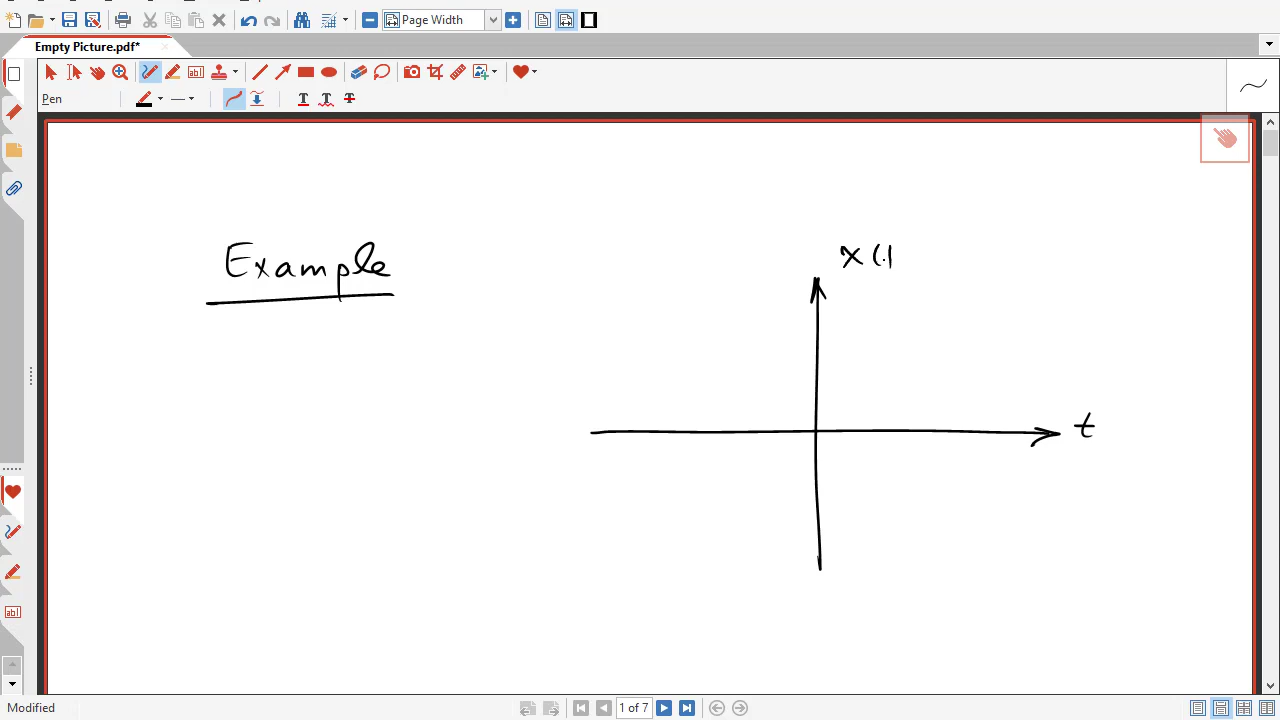 Page Width
Empty Picture.pdf*
Pen
Example
x(
t
Modified
1 of 7